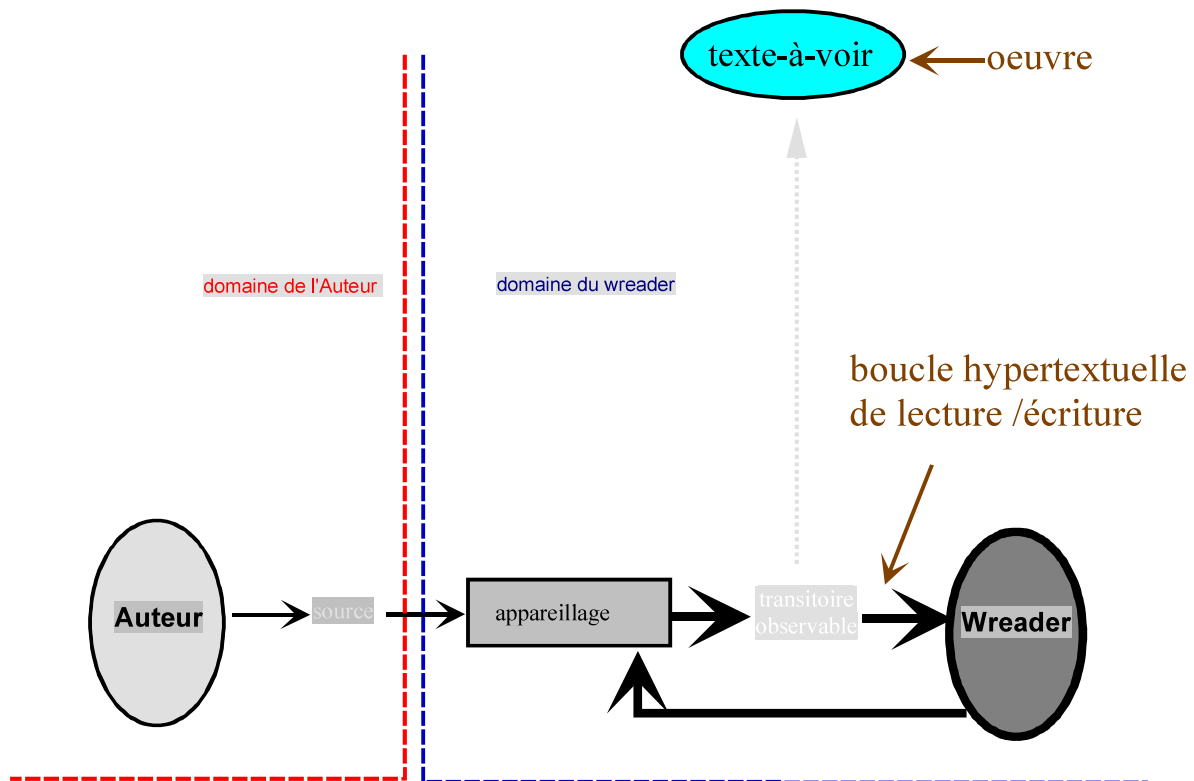 texte-à-voir
oeuvre
domaine de l'Auteur
domaine du wreader
boucle hypertextuelle
de lecture /écriture
Auteur
source
appareillage
transitoire
observable
Wreader